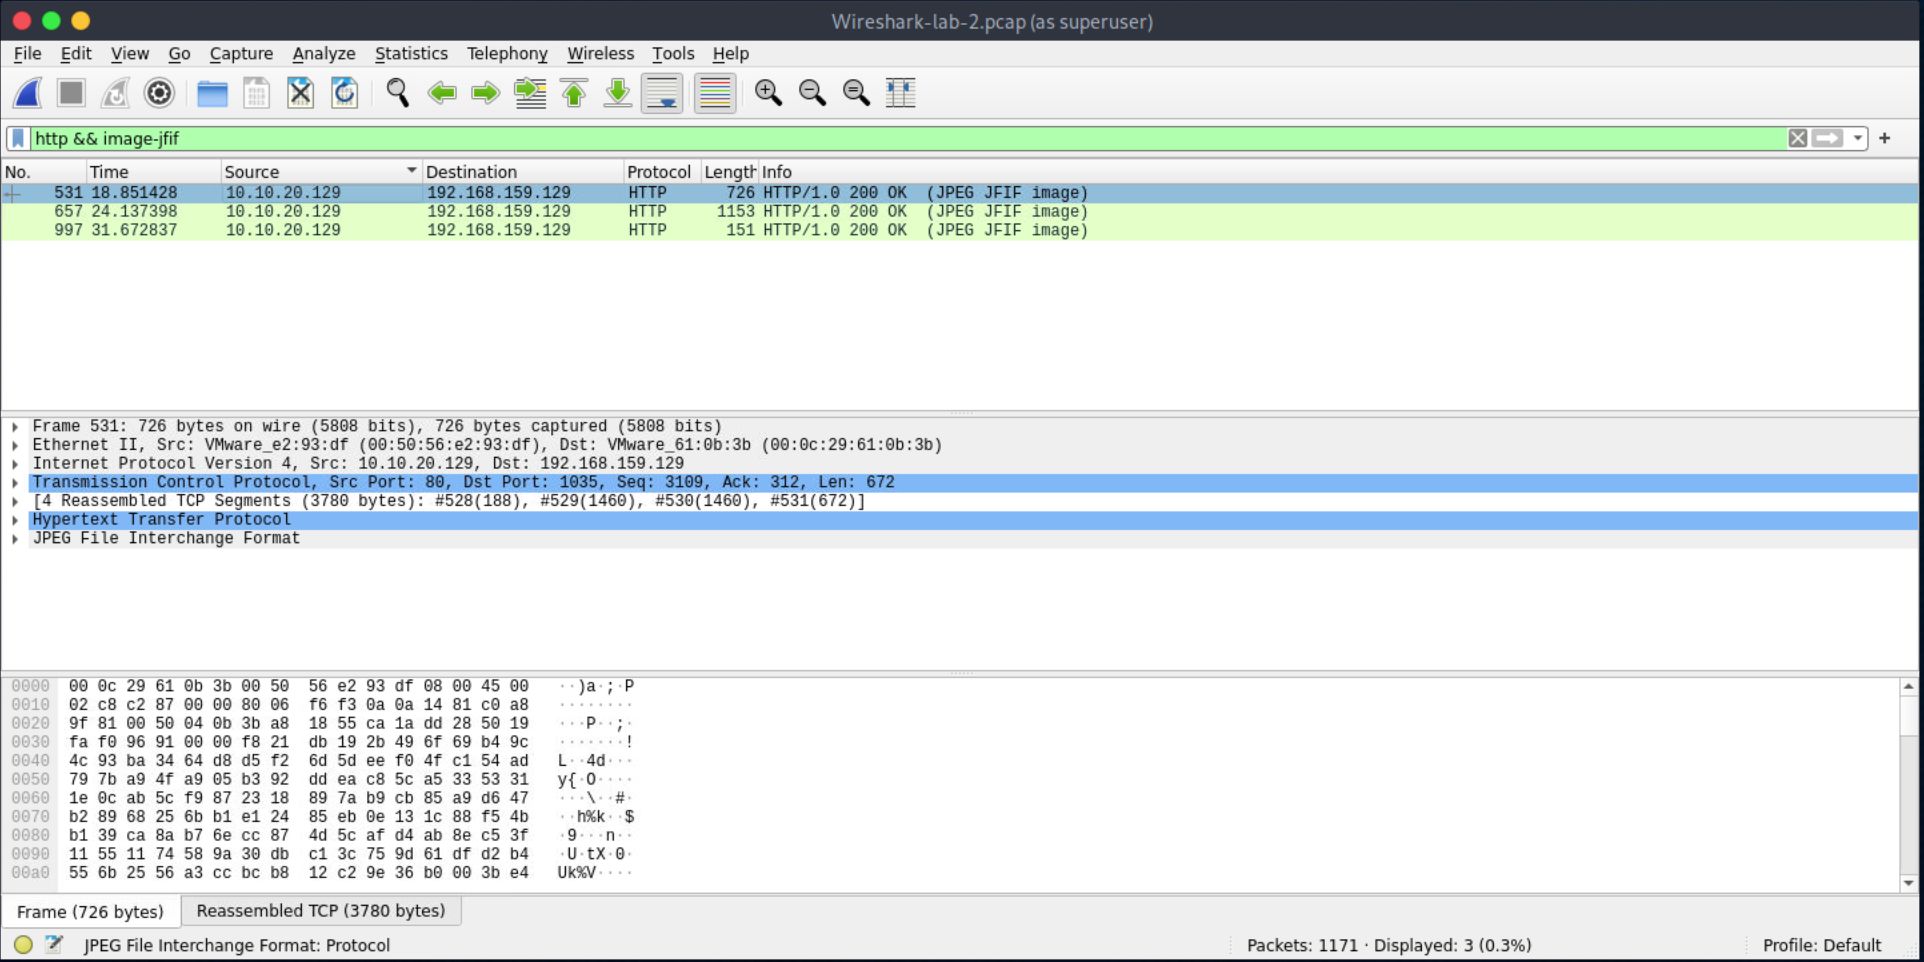 Wireshark-lab-2.pcap (as superuser)
File Edit View Go Capture Analyze Statistics Telephony Wireless Tools Help
http && image-jfif
No. Time Source Destination Protocol Length Info
531 18.851428 10.10.20.129 192.168.159.129 HTTP 726 HTTP/1.0 200 OK (JPEG JFIF image)
657 24.137398 10.10.20.129 192.168.159.129 HTTP 1153 HTTP/1.0 200 OK (JPEG JFIF image)
997 31.672837 10.10.20.129 192.168.159.129 HTTP 151 HTTP/1.0 200 OK (JPEG JFIF image)
Frame 531: 726 bytes on wire (5808 bits), 726 bytes captured (5808 bits)
Ethernet II, Src: VMware_e2:93:df (00:50:56:e2:93:df), Dst: VMware_61:0b:3b (00:0c:29:61:0b:3b)
Internet Protocol Version 4, Src: 10.10.20.129, Dst: 192.168.159.129
Transmission Control Protocol, Src Port: 80, Dst Port: 1035, Seq: 3109, Ack: 312, Len: 672
[4 Reassembled TCP Segments (3780 bytes): #528(188), #529(1460), #530(1460), #531(672)]
Hypertext Transfer Protocol
JPEG File Interchange Format
0000 00 0c 29 61 0b 3b 00 50 56 e2 93 df 08 00 45 00 ··)a·;·P
0010 02 c8 c2 87 00 00 80 06 f6 f3 0a 0a 14 81 c0 a8 ········
0020 9f 81 00 50 04 0b 3b a8 18 55 ca 1a dd 28 50 19 ···P··;·
0030 fa f0 96 91 00 00 f8 21 db 19 2b 49 6f 69 b4 9c ·······!
0040 4c 93 ba 34 64 d8 d5 f2 6d 5d ee f0 4f c1 54 ad L··4d···
0050 79 7b a9 4f a9 05 b3 92 dd ea c8 5c a5 33 53 31 y{·O····
0060 1e 0c ab 5c f9 87 23 18 89 7a b9 cb 85 a9 d6 47 ···\··#·
0070 b2 89 68 25 6b b1 e1 24 85 eb 0e 13 1c 88 f5 4b ··h%k··$
0080 b1 39 ca 8a b7 6e cc 87 4d 5c af d4 ab 8e c5 3f ·9···n··
0090 11 55 11 74 58 9a 30 db c1 3c 75 9d 61 df d2 b4 ·U·tX·0·
00a0 55 6b 25 56 a3 cc bc b8 12 c2 9e 36 b0 00 3b e4 Uk%V····
Frame (726 bytes) Reassembled TCP (3780 bytes)
JPEG File Interchange Format: Protocol Packets: 1171 · Displayed: 3 (0.3%) Profile: Default